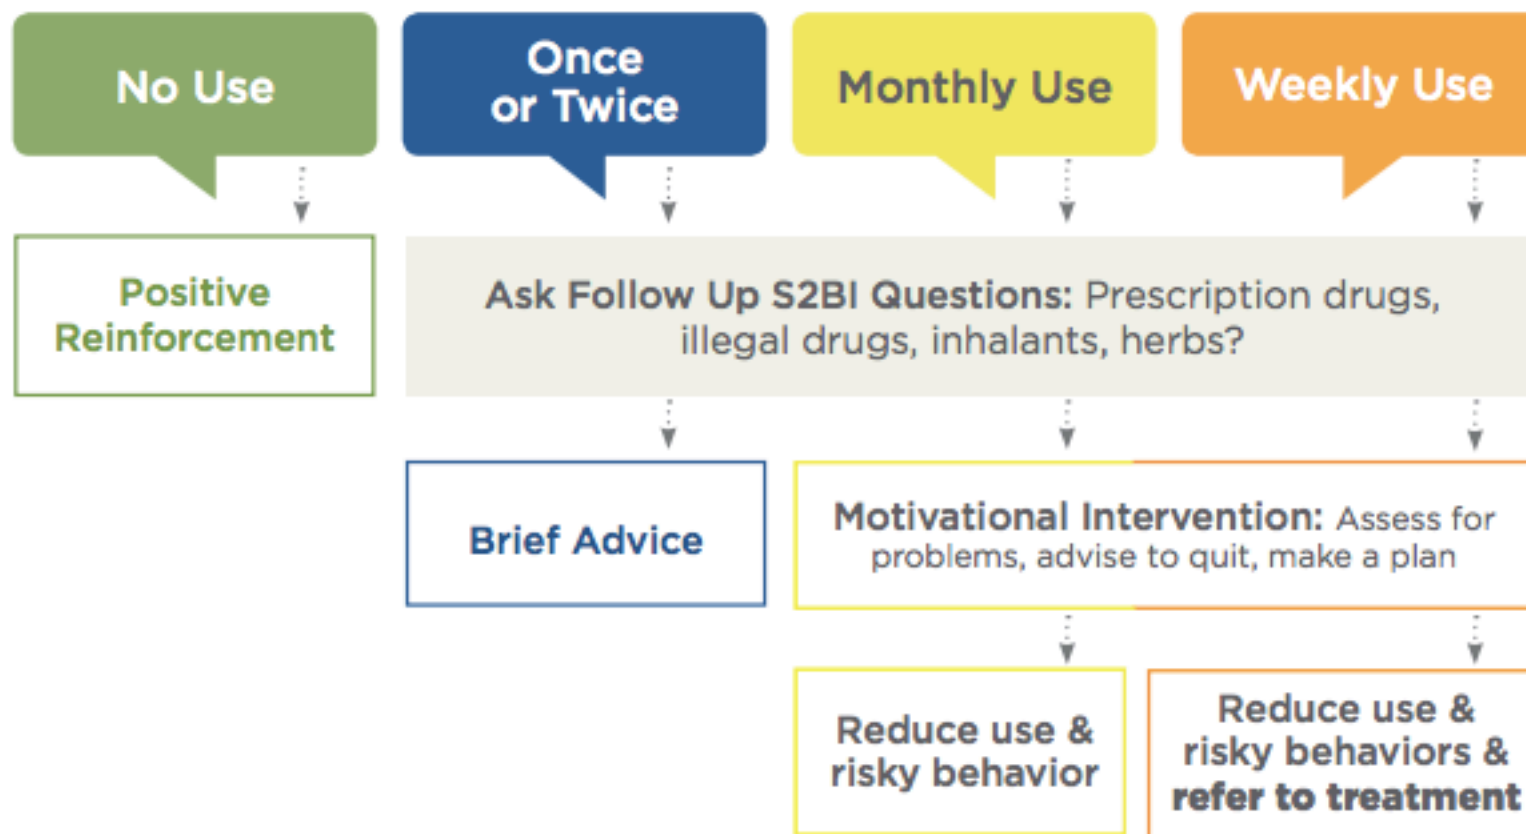 No Use
Once
or Twice
Monthly Use
Weekly Use
Positive
Reinforcement
Ask Follow Up S2BI Questions: Prescription drugs,
illegal drugs, inhalants, herbs?
Brief Advice
Motivational Intervention: Assess for
problems, advise to quit, make a plan
Reduce use &
risky behavior
Reduce use &
risky behaviors &
refer to treatment